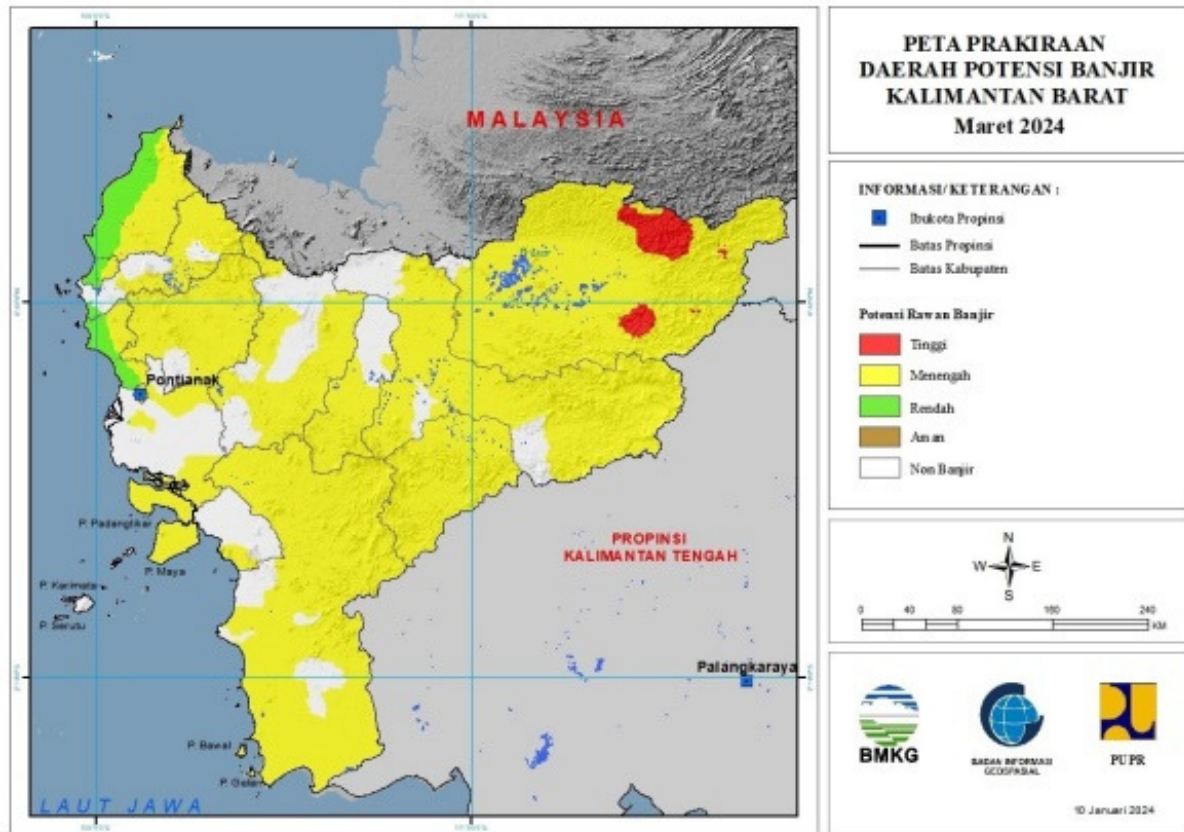 MALAYSIA
Pontianak
P. Padangtikar
P. Maya
P. Karimata
P. Serutu
PROPINSI
KALIMANTAN TENGAH
Palangkaraya
P. Bawal
P. Gelam
LAUT JAWA
PETA PRAKIRAAN
DAERAH POTENSI BANJIR
KALIMANTAN BARAT
Maret 2024
INFORMASI/ KETERANGAN :
Ibukota Propinsi
Batas Propinsi
Batas Kabupaten
Potensi Rawan Banjir
Tinggi
Menengah
Rendah
Aman
Non Banjir
N
W E
S
0 40 80 160 240
KM
BMKG
BADAN INFORMASI
GEOSPASIAL
PUPR
10 Januari 2024